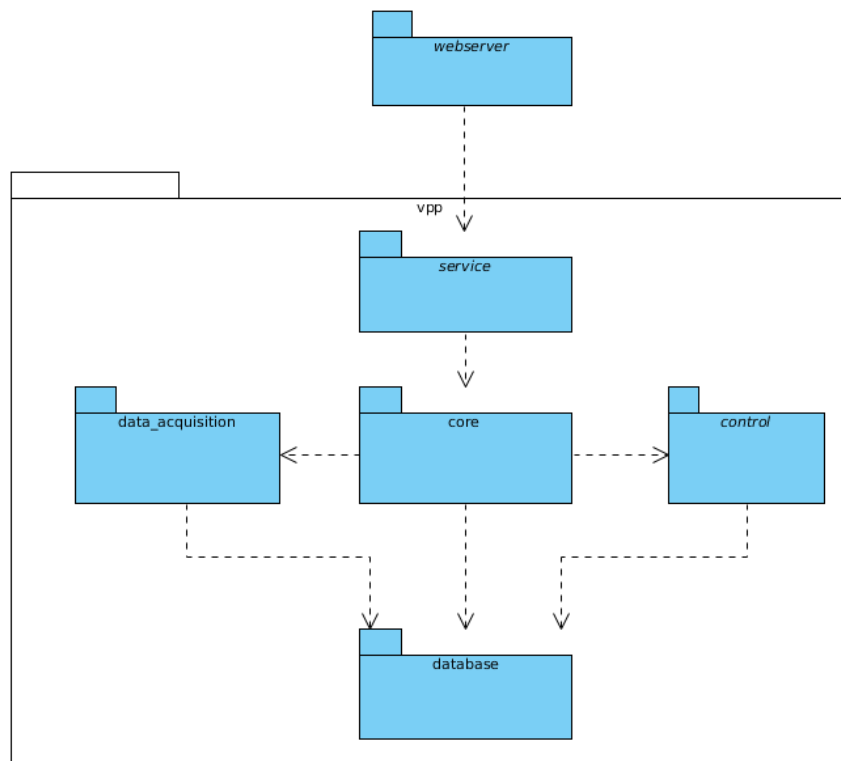 webserver
vpp
service
data_acquisition
core
control
database